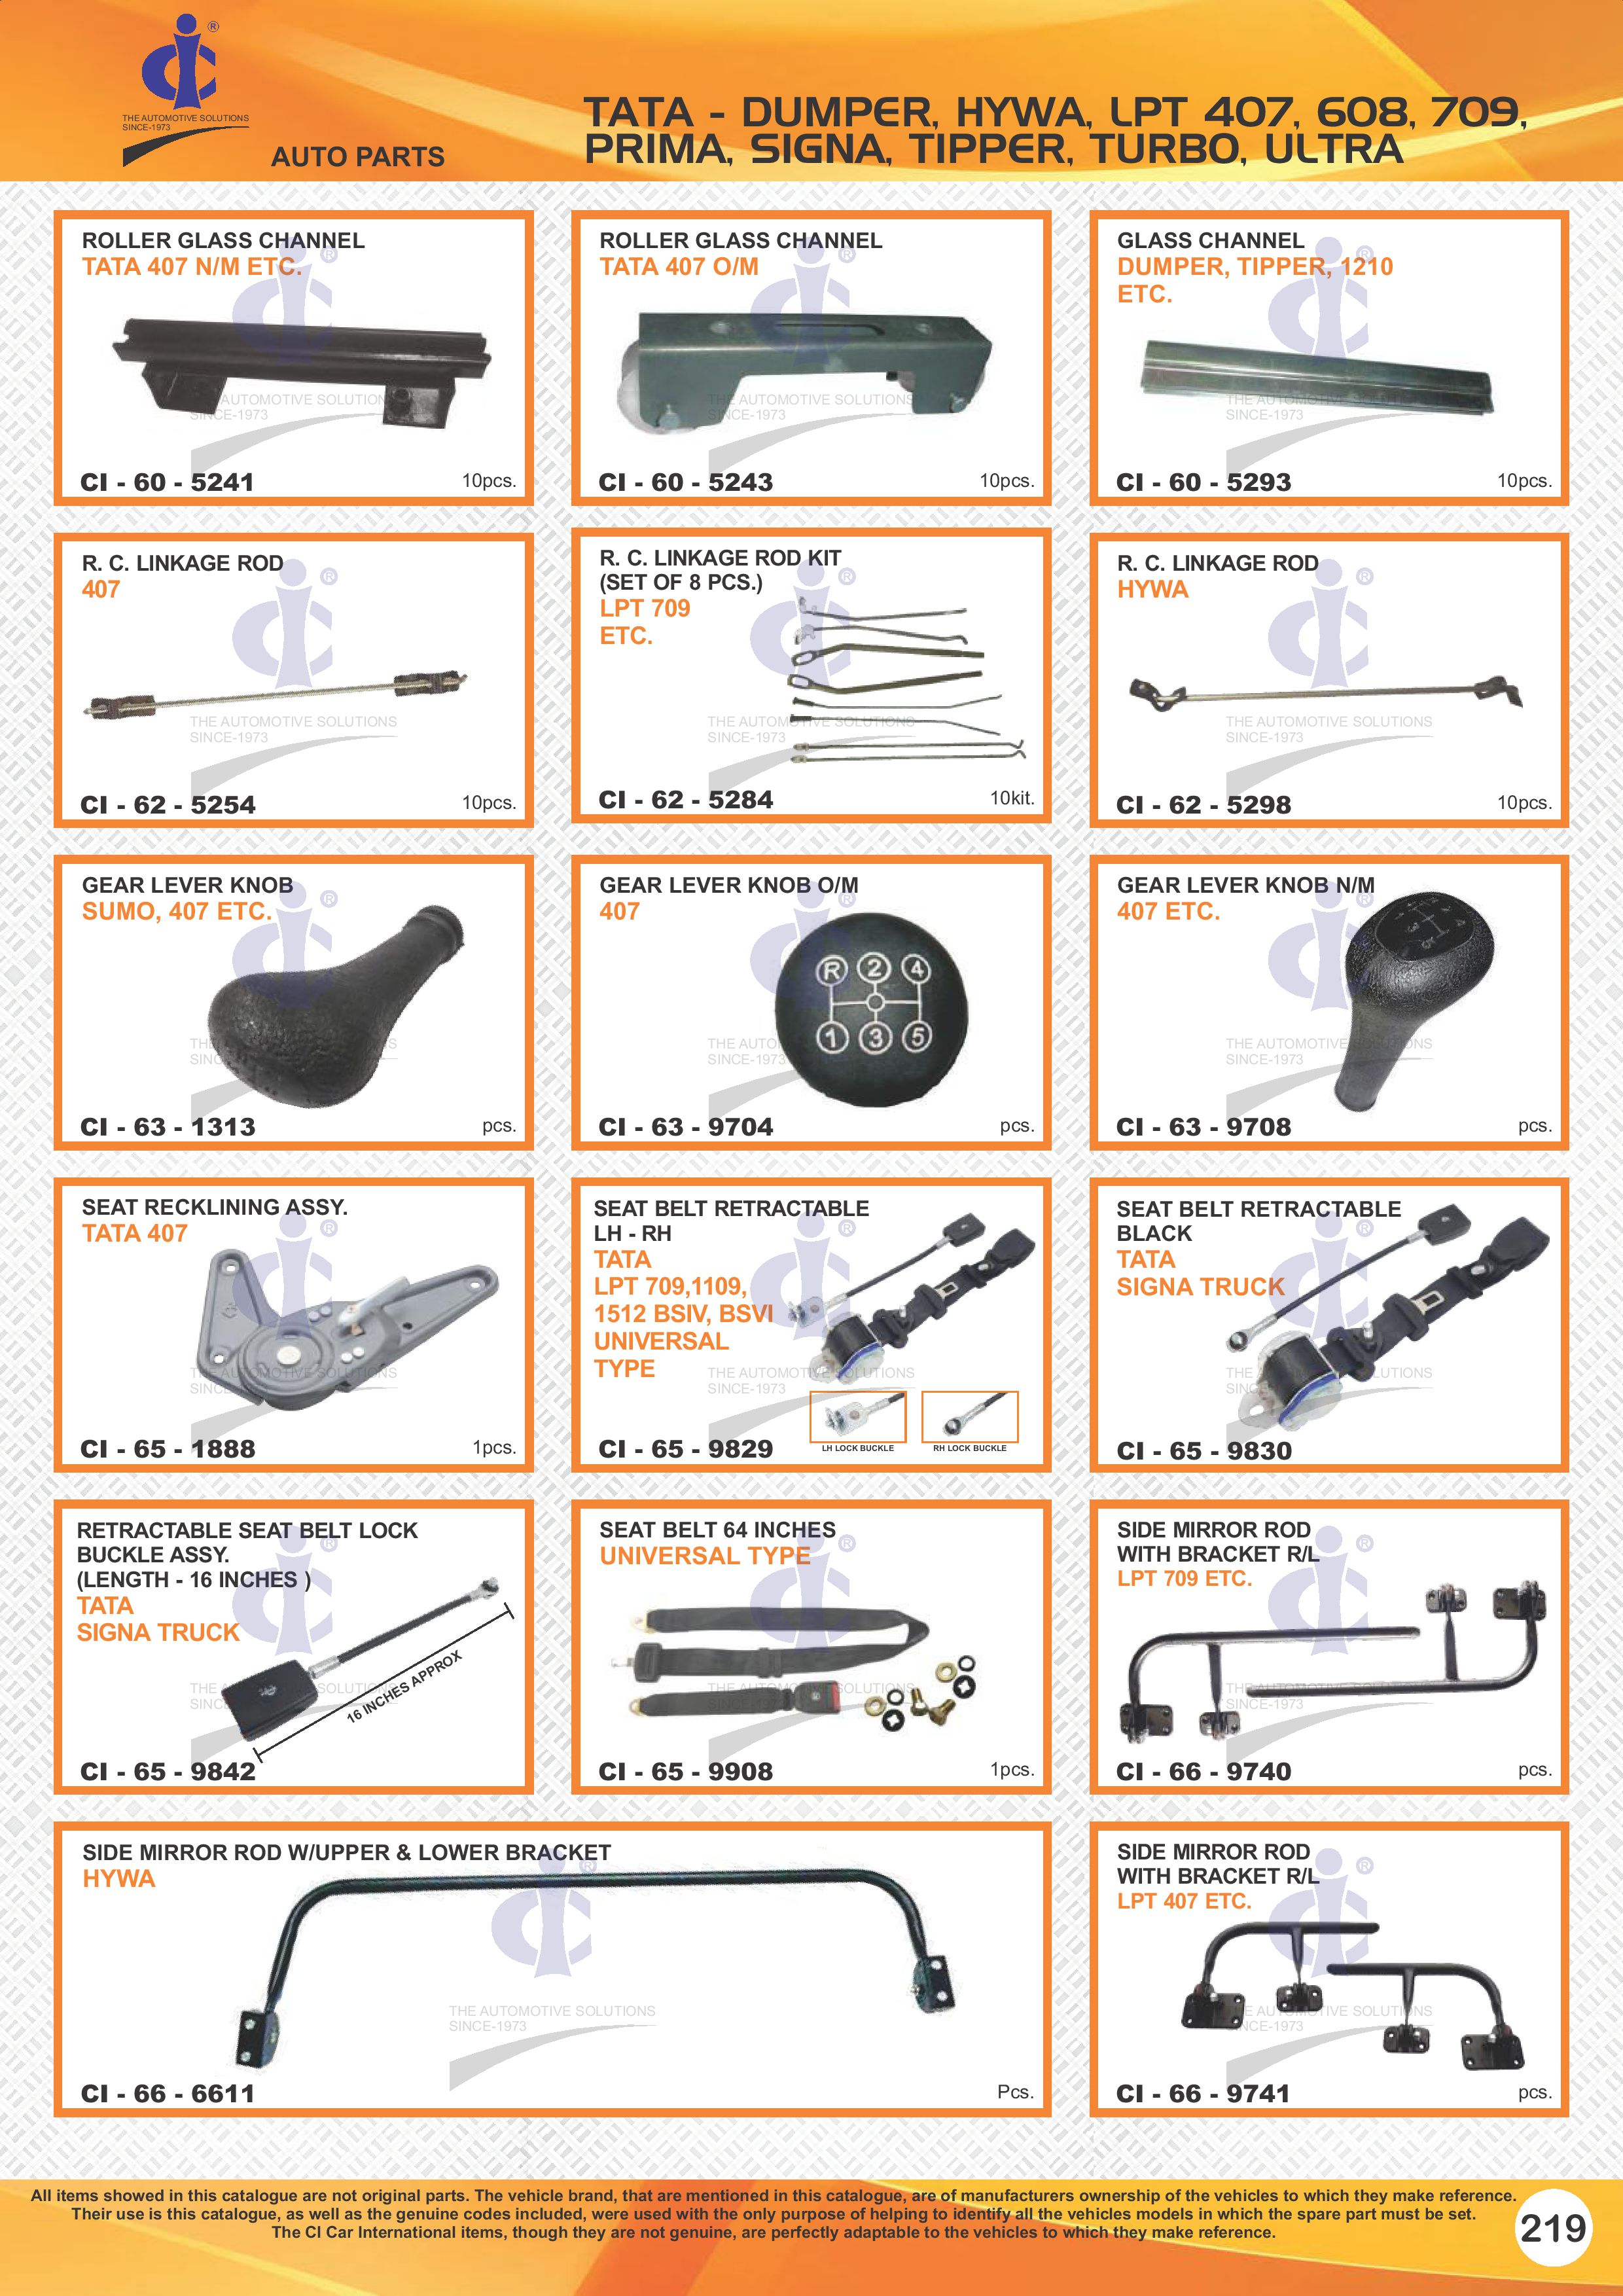 ®
THE AUTOMOTIVE SOLUTIONS
SINCE-1973
AUTO PARTS
TATA - DUMPER, HYWA, LPT 407, 608, 709,
PRIMA, SIGNA, TIPPER, TURBO, ULTRA
ROLLER GLASS CHANNEL
TATA 407 N/M ETC.
CI - 60 - 5241
10pcs.
ROLLER GLASS CHANNEL
TATA 407 O/M
CI - 60 - 5243
10pcs.
GLASS CHANNEL
DUMPER, TIPPER, 1210
ETC.
CI - 60 - 5293
10pcs.
R. C. LINKAGE ROD
407
CI - 62 - 5254
10pcs.
R. C. LINKAGE ROD KIT
(SET OF 8 PCS.)
LPT 709
ETC.
CI - 62 - 5284
10kit.
R. C. LINKAGE ROD
HYWA
CI - 62 - 5298
10pcs.
GEAR LEVER KNOB
SUMO, 407 ETC.
CI - 63 - 1313
pcs.
GEAR LEVER KNOB O/M
407
R 2 4
1 3 5
CI - 63 - 9704
pcs.
GEAR LEVER KNOB N/M
407 ETC.
CI - 63 - 9708
pcs.
SEAT RECKLINING ASSY.
TATA 407
CI - 65 - 1888
1pcs.
SEAT BELT RETRACTABLE
LH - RH
TATA
LPT 709,1109,
1512 BSIV, BSVI
UNIVERSAL
TYPE
LH LOCK BUCKLE
RH LOCK BUCKLE
CI - 65 - 9829
SEAT BELT RETRACTABLE
BLACK
TATA
SIGNA TRUCK
CI - 65 - 9830
RETRACTABLE SEAT BELT LOCK
BUCKLE ASSY.
(LENGTH - 16 INCHES )
TATA
SIGNA TRUCK
16 INCHES APPROX
CI - 65 - 9842
SEAT BELT 64 INCHES
UNIVERSAL TYPE
CI - 65 - 9908
1pcs.
SIDE MIRROR ROD
WITH BRACKET R/L
LPT 709 ETC.
CI - 66 - 9740
pcs.
SIDE MIRROR ROD W/UPPER & LOWER BRACKET
HYWA
THE AUTOMOTIVE SOLUTIONS
SINCE-1973
CI - 66 - 6611
Pcs.
SIDE MIRROR ROD
WITH BRACKET R/L
LPT 407 ETC.
CI - 66 - 9741
pcs.
All items showed in this catalogue are not original parts. The vehicle brand, that are mentioned in this catalogue, are of manufacturers ownership of the vehicles to which they make reference.
Their use is this catalogue, as well as the genuine codes included, were used with the only purpose of helping to identify all the vehicles models in which the spare part must be set.
The CI Car International items, though they are not genuine, are perfectly adaptable to the vehicles to which they make reference.
219